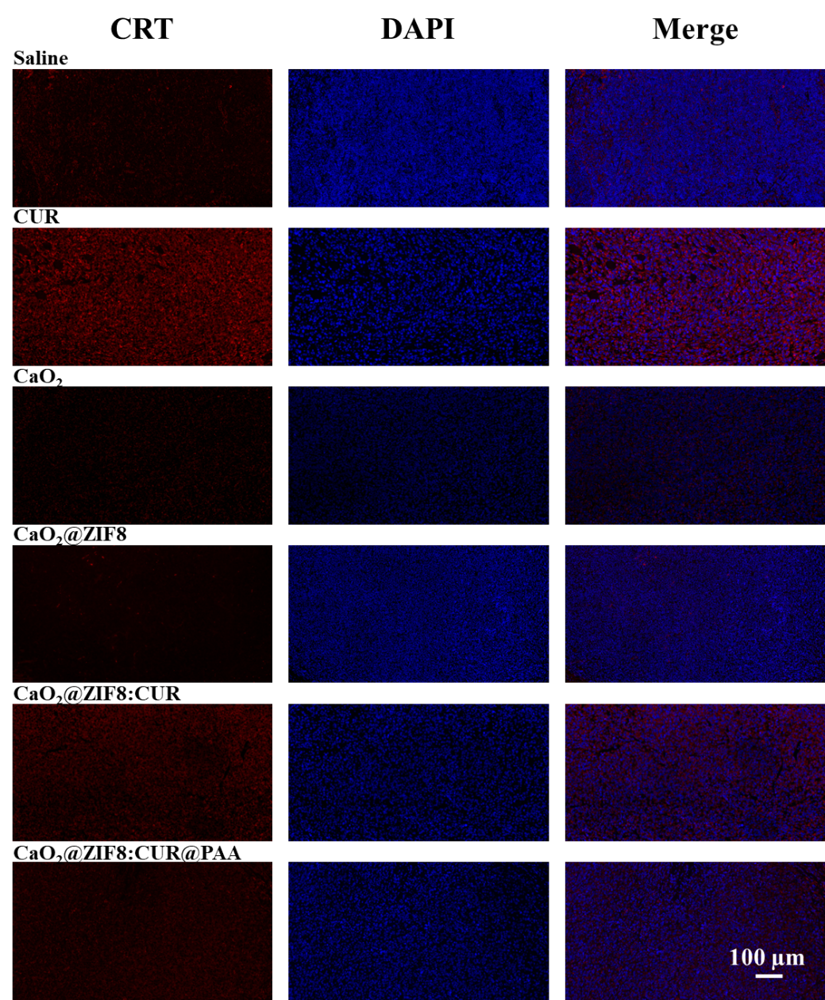 CRT DAPI Merge
Saline
CUR
CaO₂
CaO₂@ZIF8
CaO₂@ZIF8:CUR
CaO₂@ZIF8:CUR@PAA
100 μm